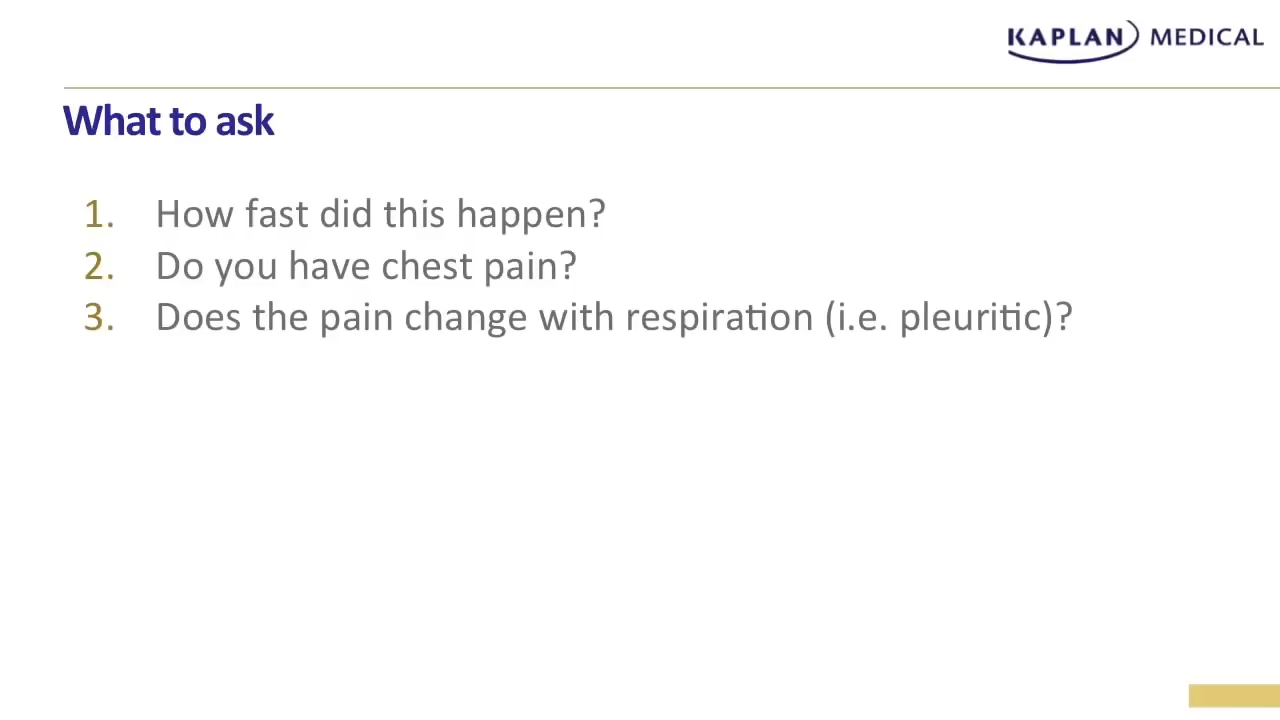 KAPLAN MEDICAL
What to ask
1. How fast did this happen?
2. Do you have chest pain?
3. Does the pain change with respiration (i.e. pleuritic)?